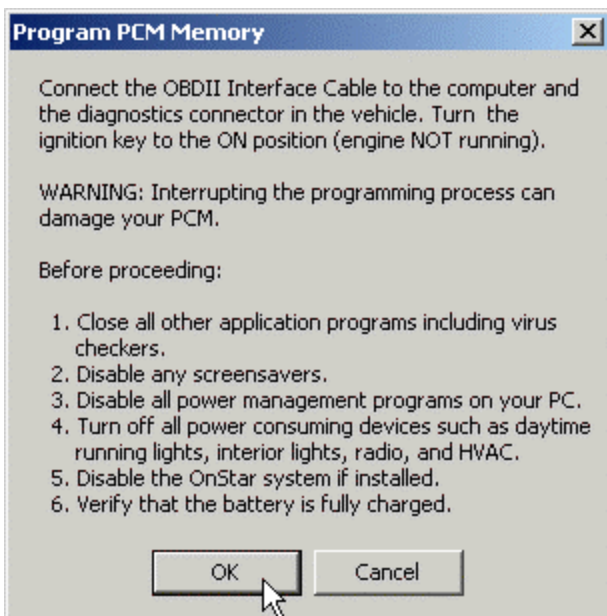 Program PCM Memory
Connect the OBDII Interface Cable to the computer and
the diagnostics connector in the vehicle. Turn the
ignition key to the ON position (engine NOT running).
WARNING: Interrupting the programming process can
damage your PCM.
Before proceeding:
1. Close all other application programs including virus
checkers.
2. Disable any screensavers.
3. Disable all power management programs on your PC.
4. Turn off all power consuming devices such as daytime
running lights, interior lights, radio, and HVAC.
5. Disable the OnStar system if installed.
6. Verify that the battery is fully charged.
OK Cancel